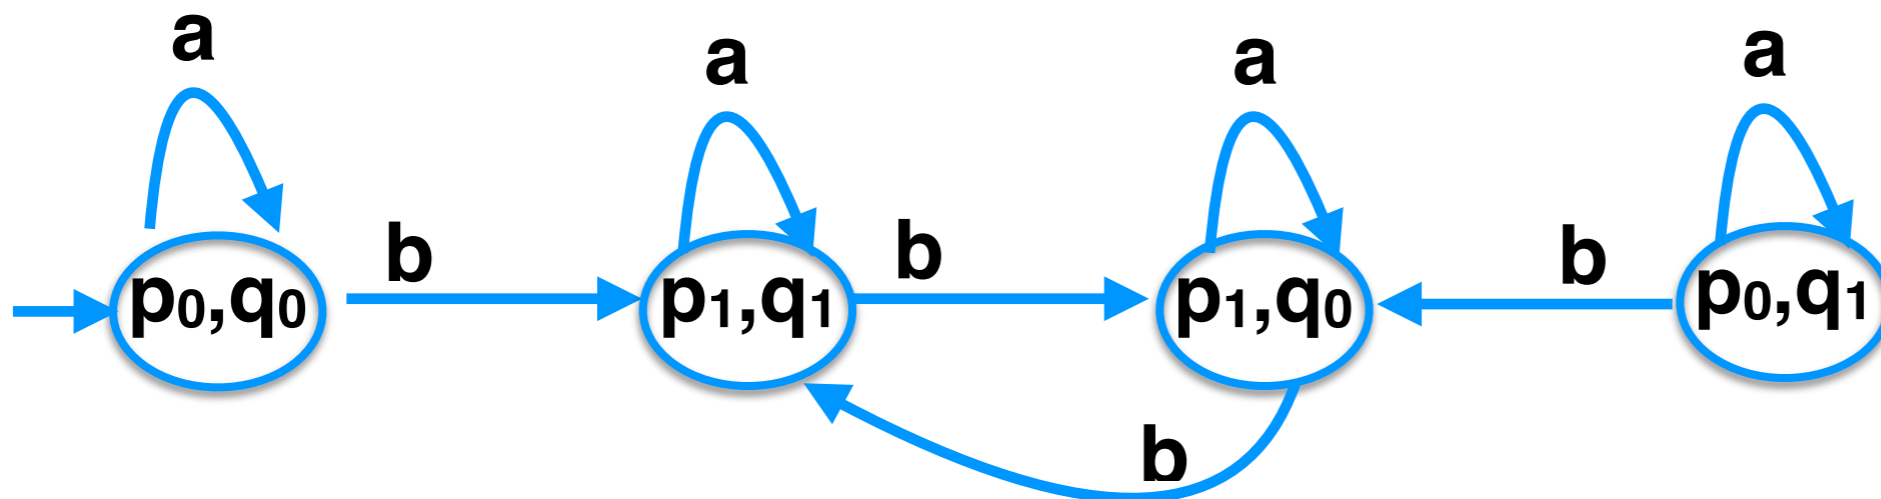 a a a a
b b b
p₀,q₀ p₁,q₁ p₁,q₀ p₀,q₁
b